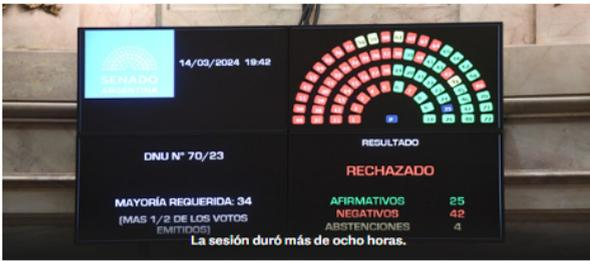 SENADO
ARGENTINA
14/03/2024 19:42
DNU N° 70/23
MAYORÍA REQUERIDA: 34
(MAS 1/2 DE LOS VOTOS
EMITIDOS)
RESULTADO
RECHAZADO
AFIRMATIVOS 25
NEGATIVOS 42
ABSTENCIONES 4
La sesión duró más de ocho horas.